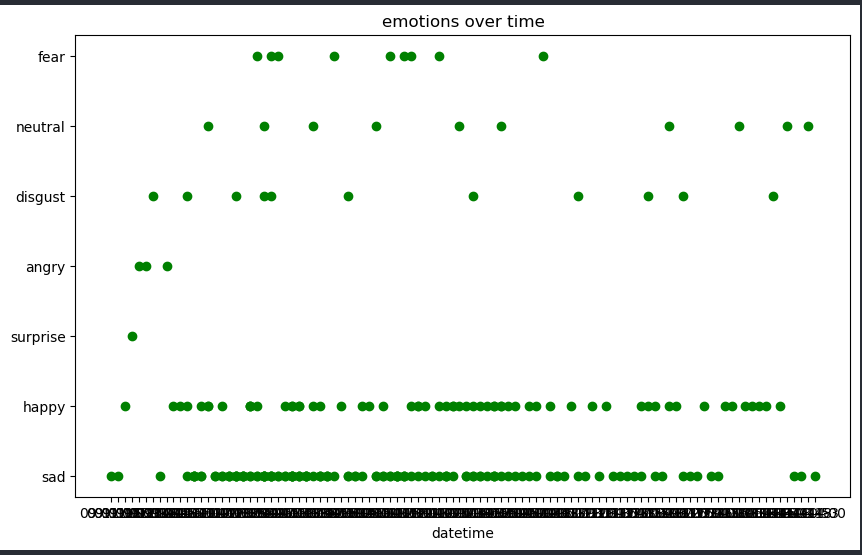 emotions over time
fear
neutral
disgust
angry
surprise
happy
sad
datetime